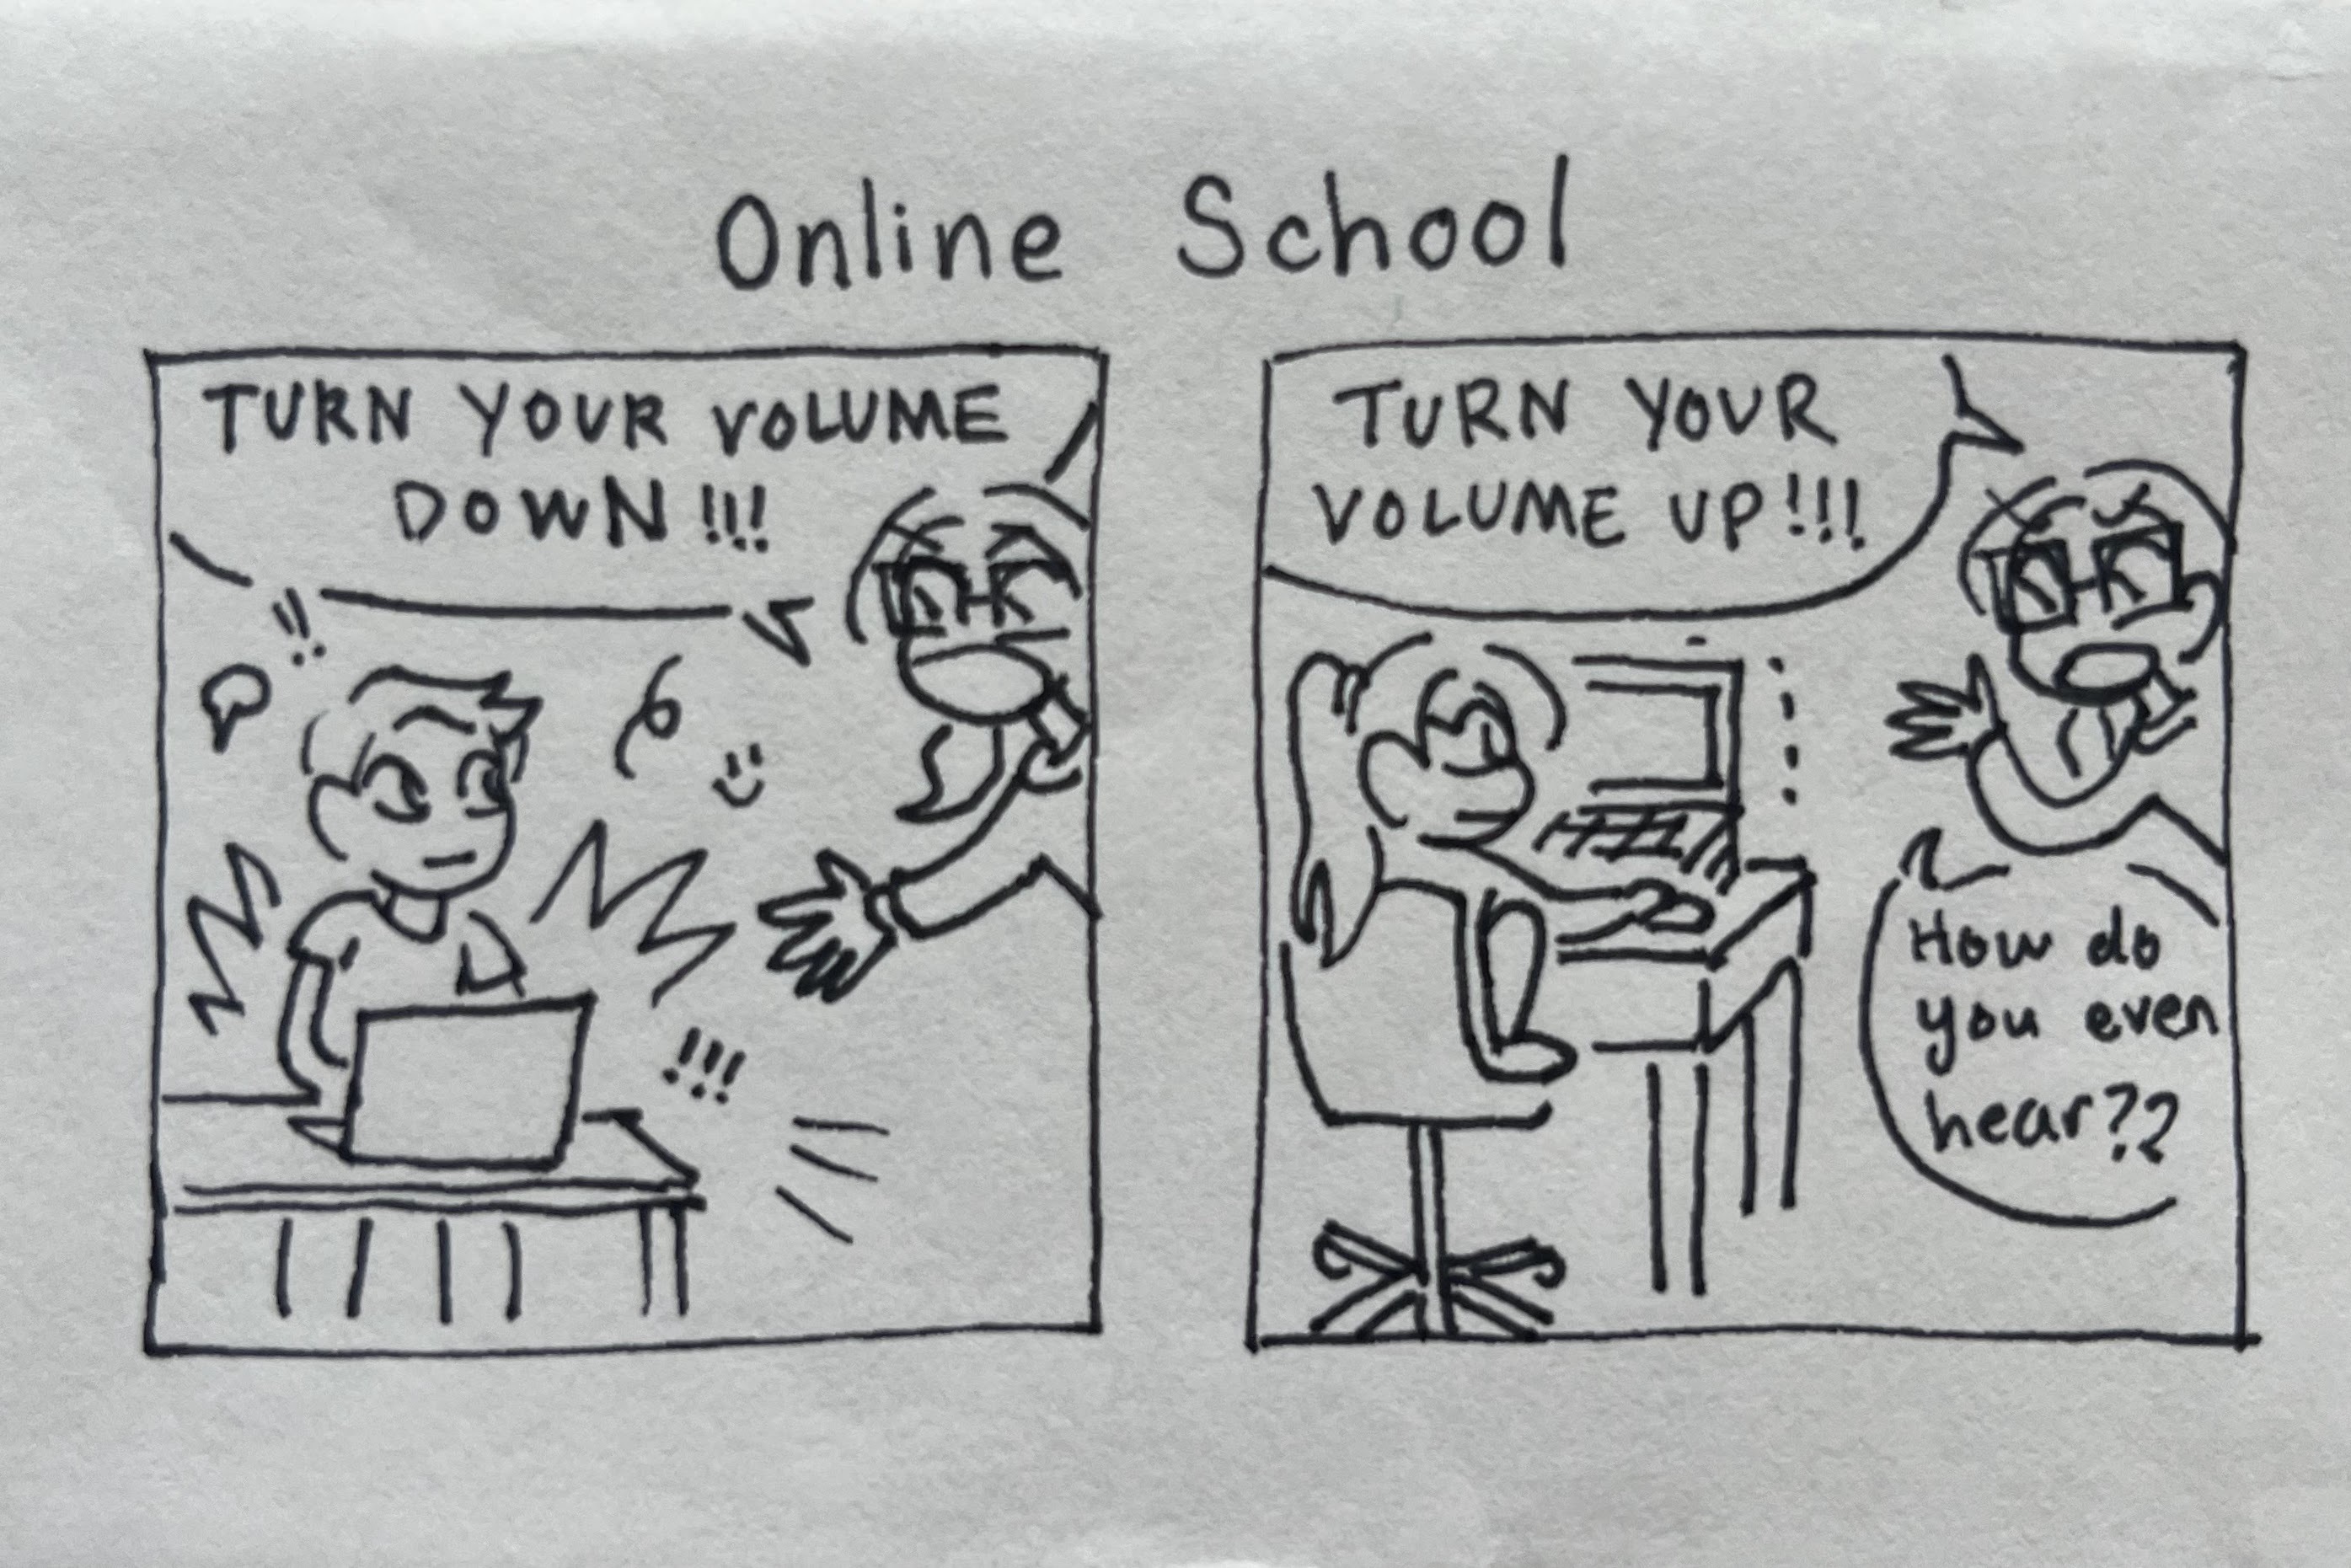 Online School
TURN YOUR VOLUME
DOWN!!!
!!
!!!
TURN YOUR
VOLUME UP!!!
How do
you even
hear??